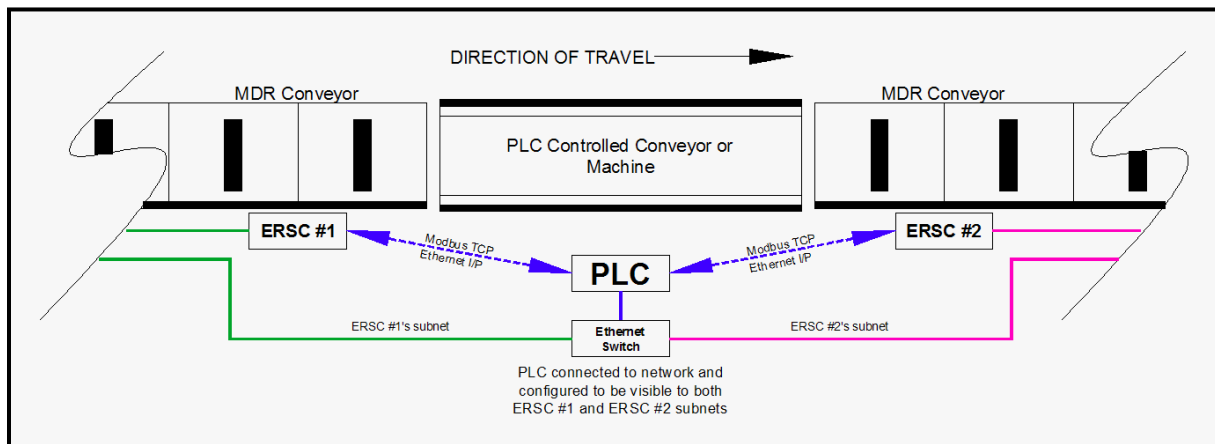 DIRECTION OF TRAVEL
MDR Conveyor
MDR Conveyor
PLC Controlled Conveyor or
Machine
ERSC #1
ERSC #2
Modbus TCP
Ethernet I/P
Modbus TCP
Ethernet I/P
PLC
ERSC #1's subnet
Ethernet
Switch
ERSC #2's subnet
PLC connected to network and
configured to be visible to both
ERSC #1 and ERSC #2 subnets